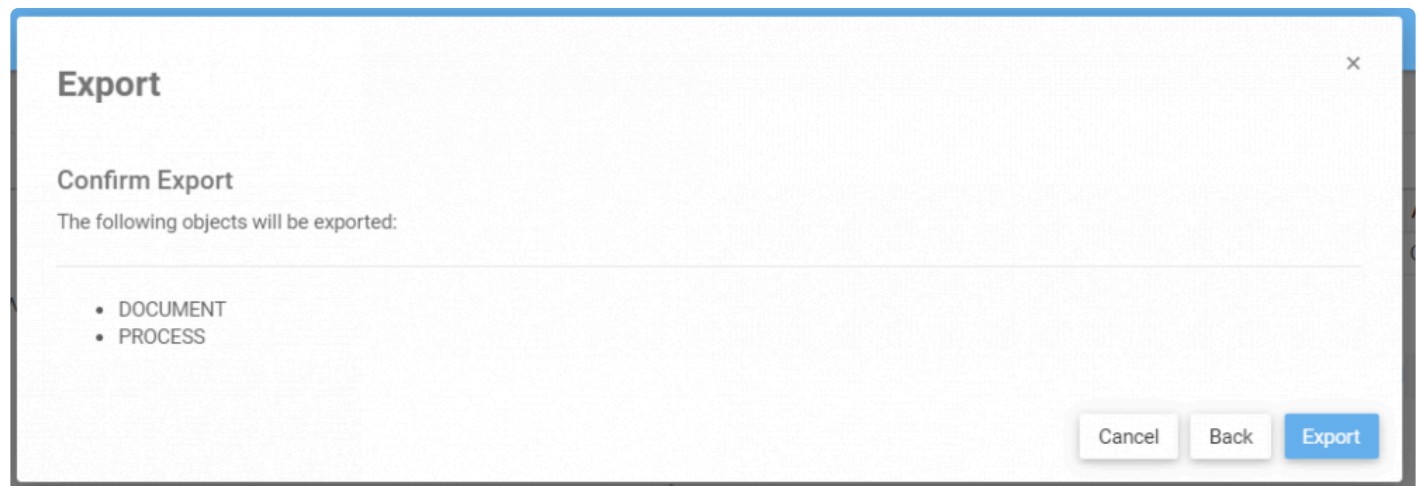 ×
Export
Confirm Export
The following objects will be exported:
• DOCUMENT
• PROCESS
Cancel Back Export